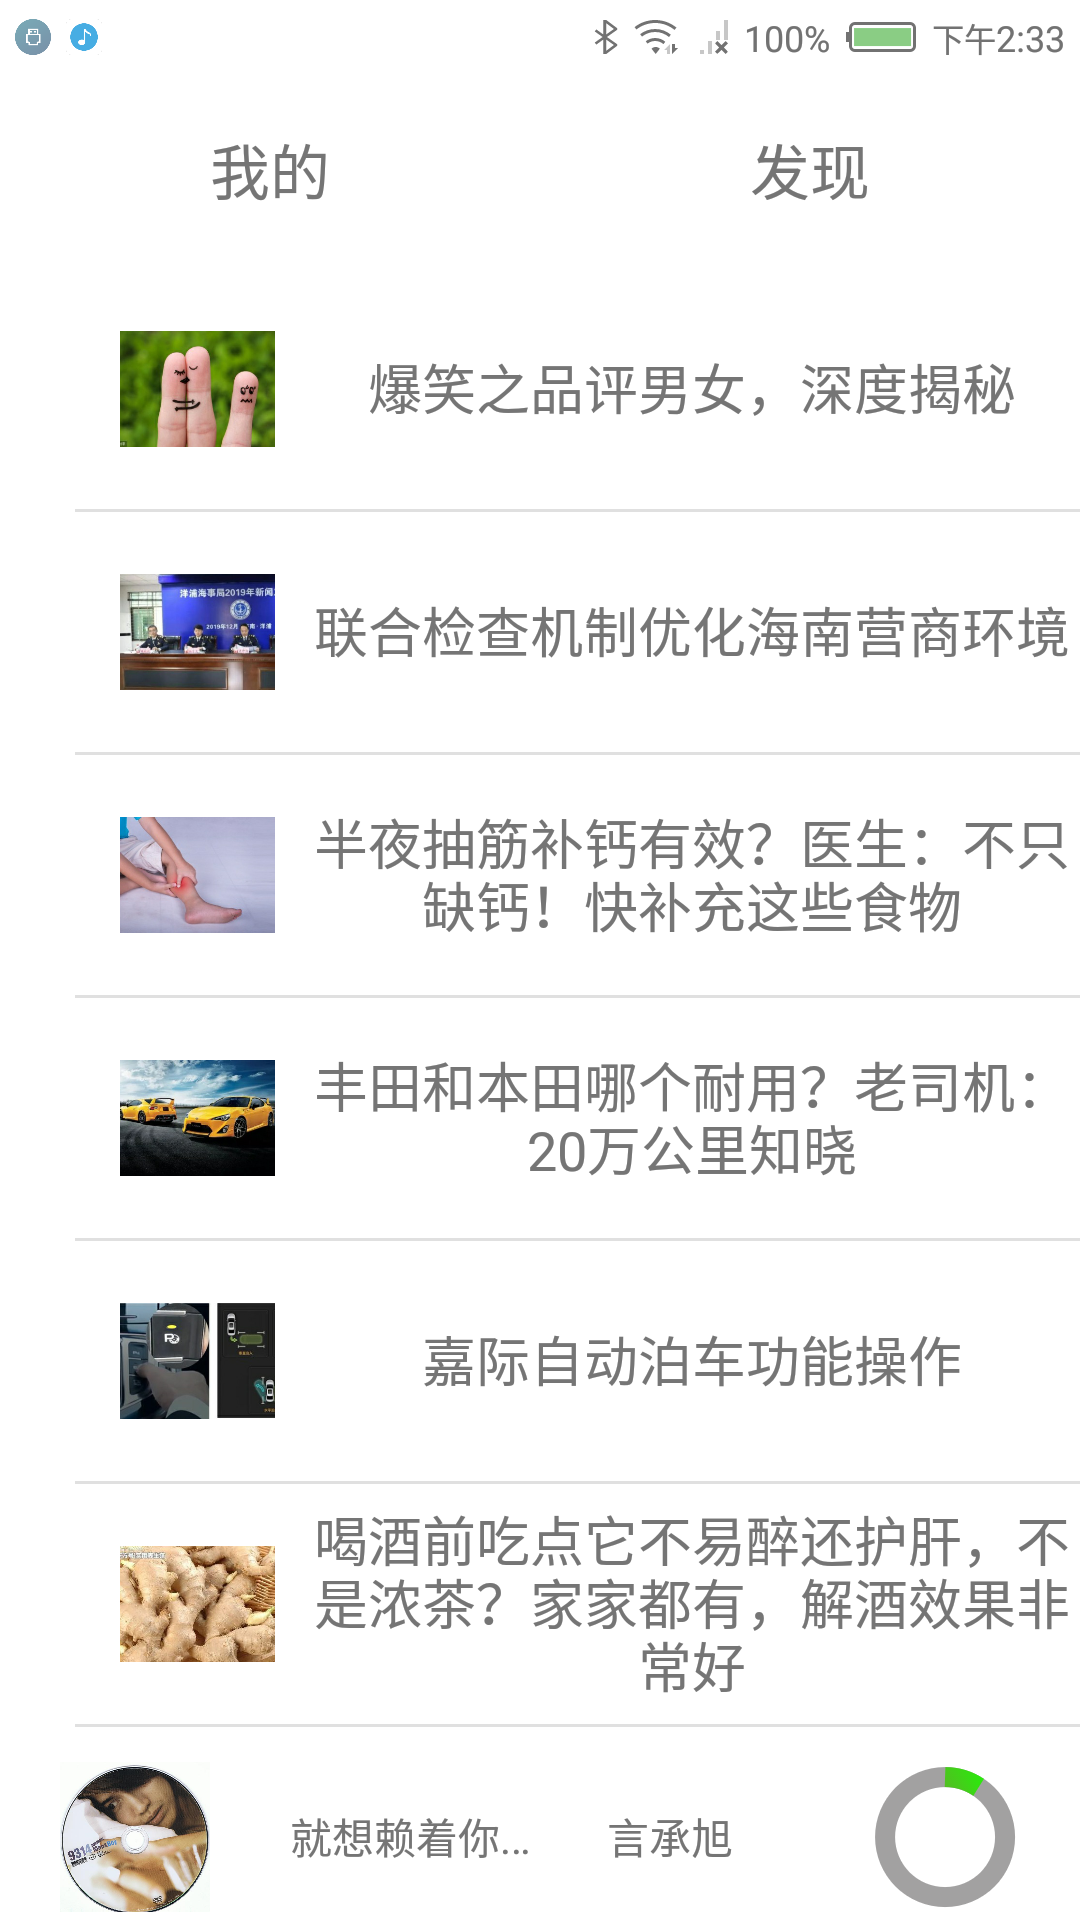 100% 下午2:33
我的 发现
爆笑之品评男女，深度揭秘
洋浦海事局2019年新闻
联合检查机制优化海南营商环境
半夜抽筋补钙有效？医生：不只
缺钙！快补充这些食物
丰田和本田哪个耐用？老司机：
20万公里知晓
嘉际自动泊车功能操作
喝酒前吃点它不易醉还护肝，不
是浓茶？家家都有，解酒效果非
常好
9314
就想赖着你... 言承旭